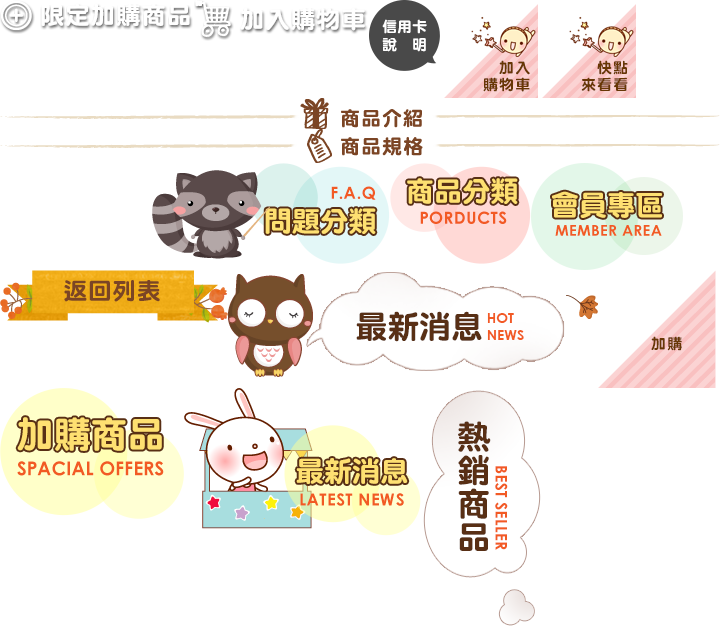 限定加購商品
加入購物車
信用卡
說 明
加入
購物車
快點
來看看
商品介紹
商品規格
F.A.Q
問題分類
商品分類
PORDUCTS
會員專區
MEMBER AREA
返回列表
最新消息
HOT
NEWS
加購
加購商品
SPACIAL OFFERS
最新消息
LATEST NEWS
熱銷商品
BEST SELLER